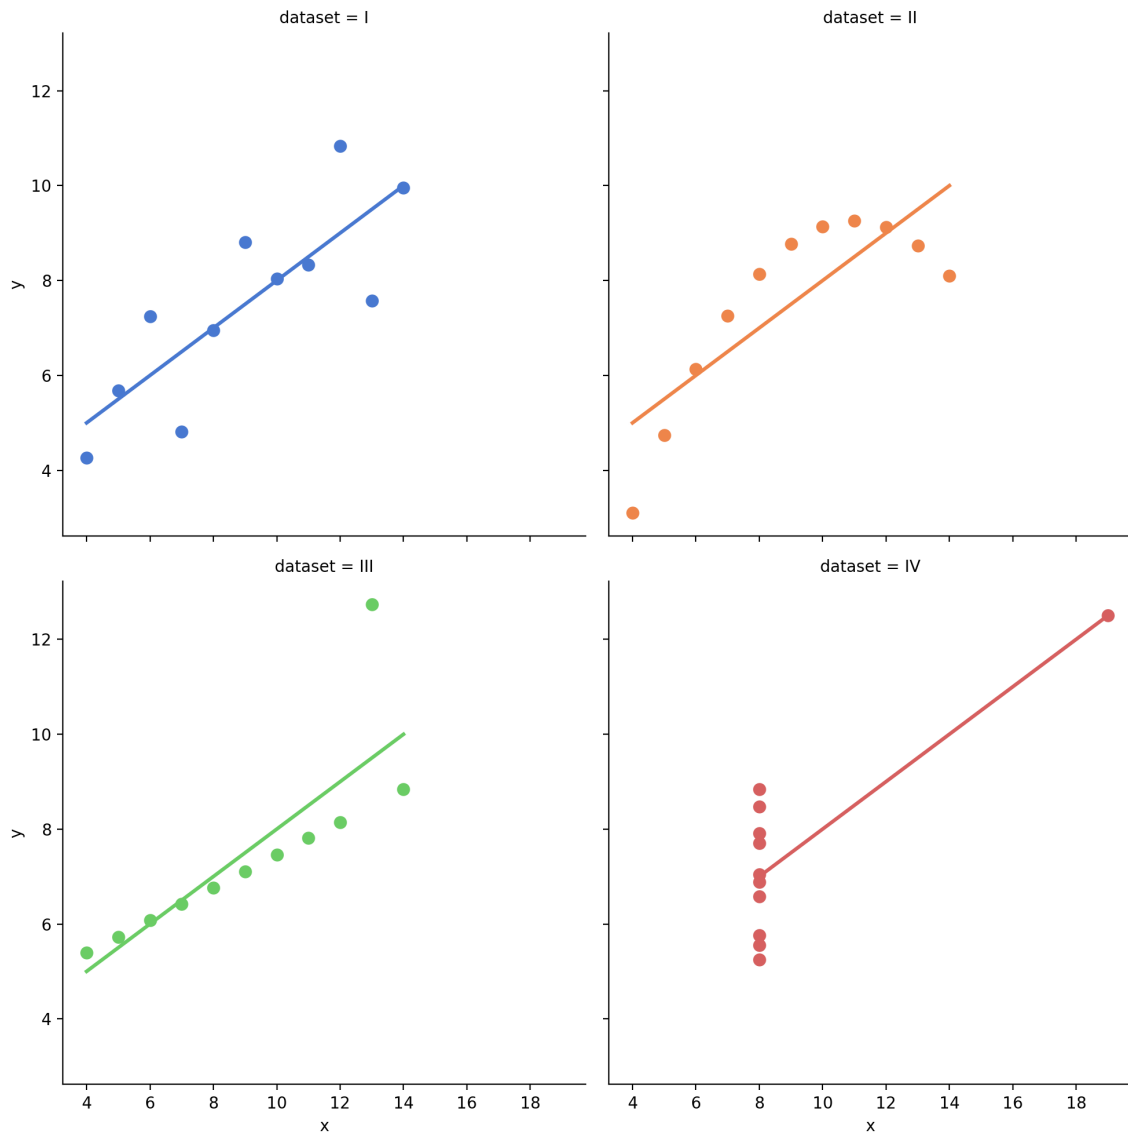 dataset = I
dataset = II
12
10
8
6
4
y
dataset = III
dataset = IV
12
10
8
6
4
y
4 6 8 10 12 14 16 18
4 6 8 10 12 14 16 18
x
x